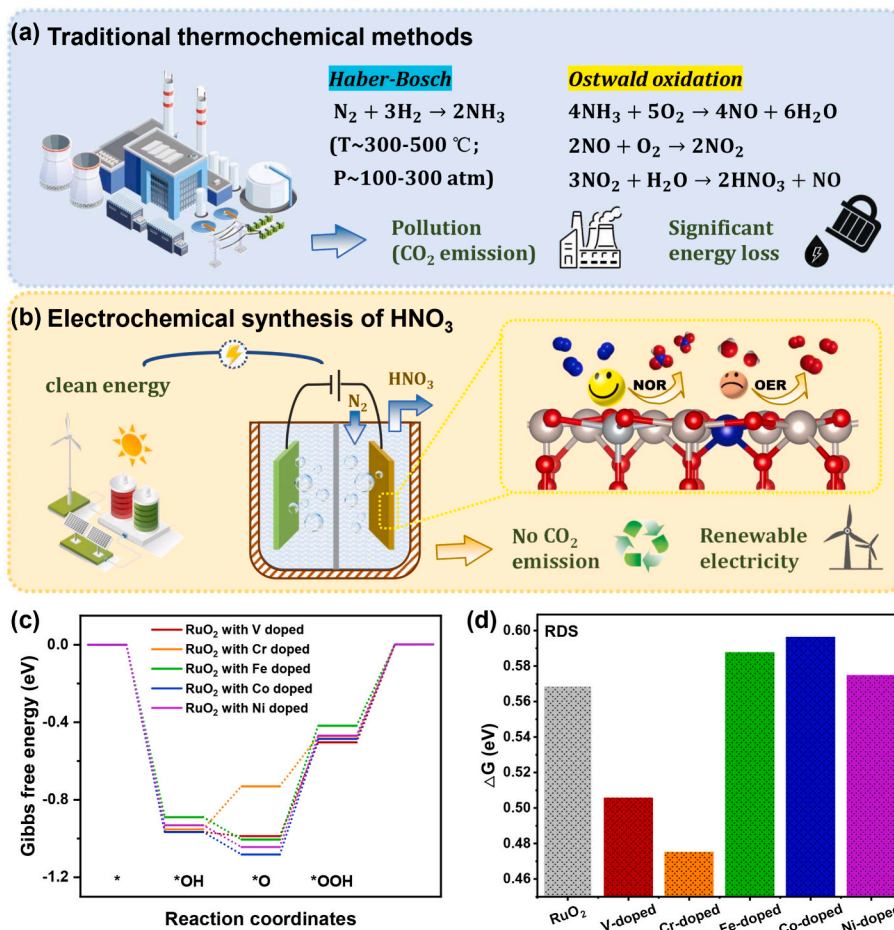 (a) Traditional thermochemical methods
Haber-Bosch
N₂ + 3H₂ → 2NH₃
(T~300-500 ℃;
P~100-300 atm)
Ostwald oxidation
4NH₃ + 5O₂ → 4NO + 6H₂O
2NO + O₂ → 2NO₂
3NO₂ + H₂O → 2HNO₃ + NO
Pollution
(CO₂ emission)
Significant
energy loss
(b) Electrochemical synthesis of HNO₃
clean energy
N₂
HNO₃
NOR
OER
No CO₂
emission
Renewable
electricity
(c)
RuO₂ with V doped
RuO₂ with Cr doped
RuO₂ with Fe doped
RuO₂ with Co doped
RuO₂ with Ni doped
Gibbs free energy (eV)
0.0
-0.4
-0.8
-1.2
* *OH *O *OOH
Reaction coordinates
(d)
RDS
△G (eV)
0.60
0.58
0.56
0.54
0.52
0.50
0.48
0.46
RuO₂ V-doped Cr-doped Fe-doped Co-doped Ni-doped